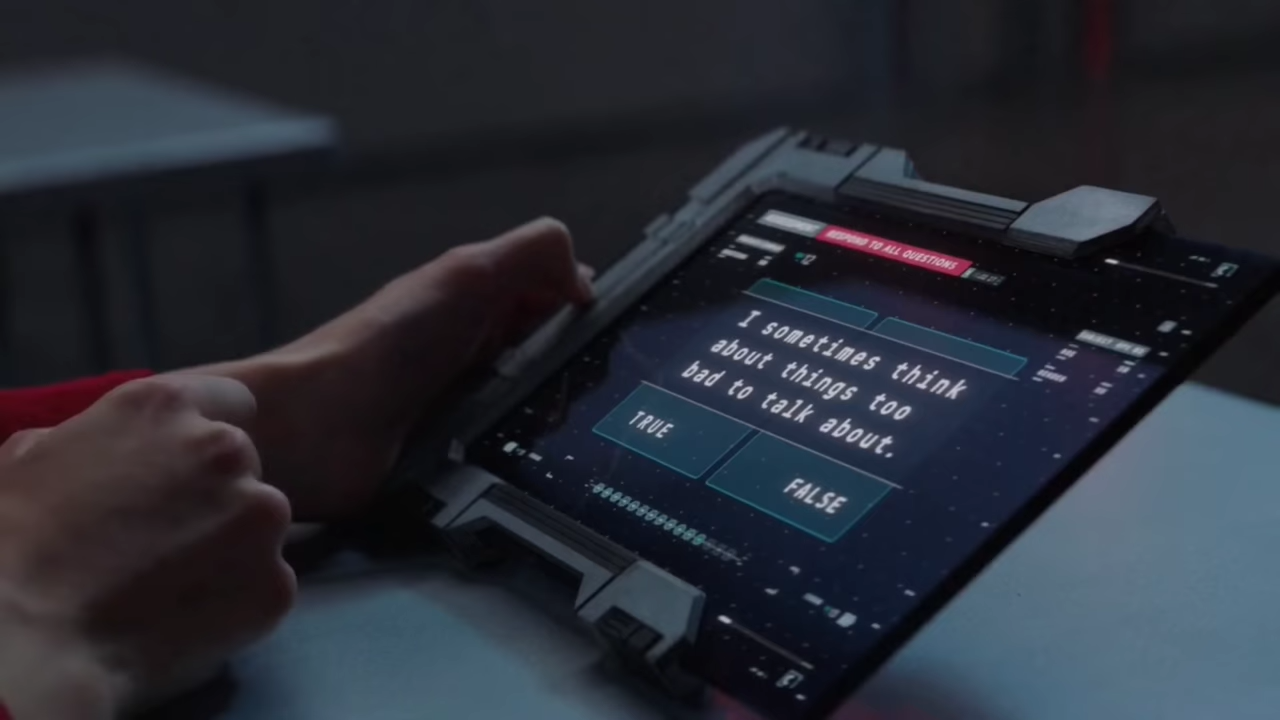 RESPOND TO ALL QUESTIONS
I sometimes think
about things too
bad to talk about.
TRUE
FALSE